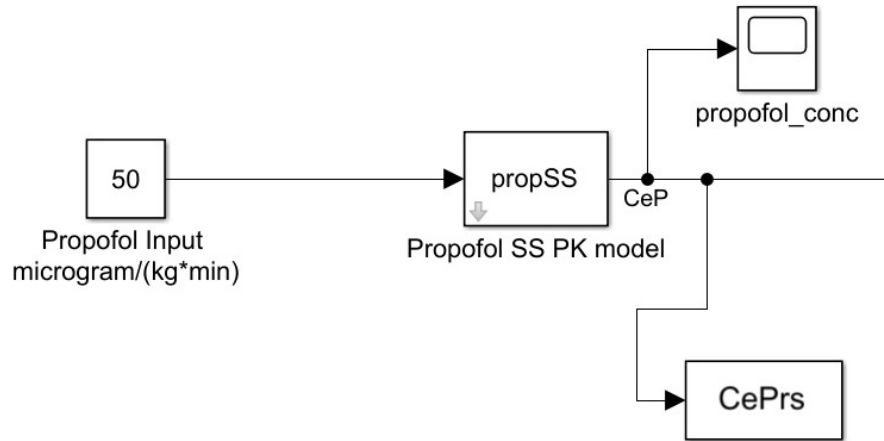 propofol_conc
50
propSS
CeP
Propofol Input
microgram/(kg*min)
Propofol SS PK model
CePrs